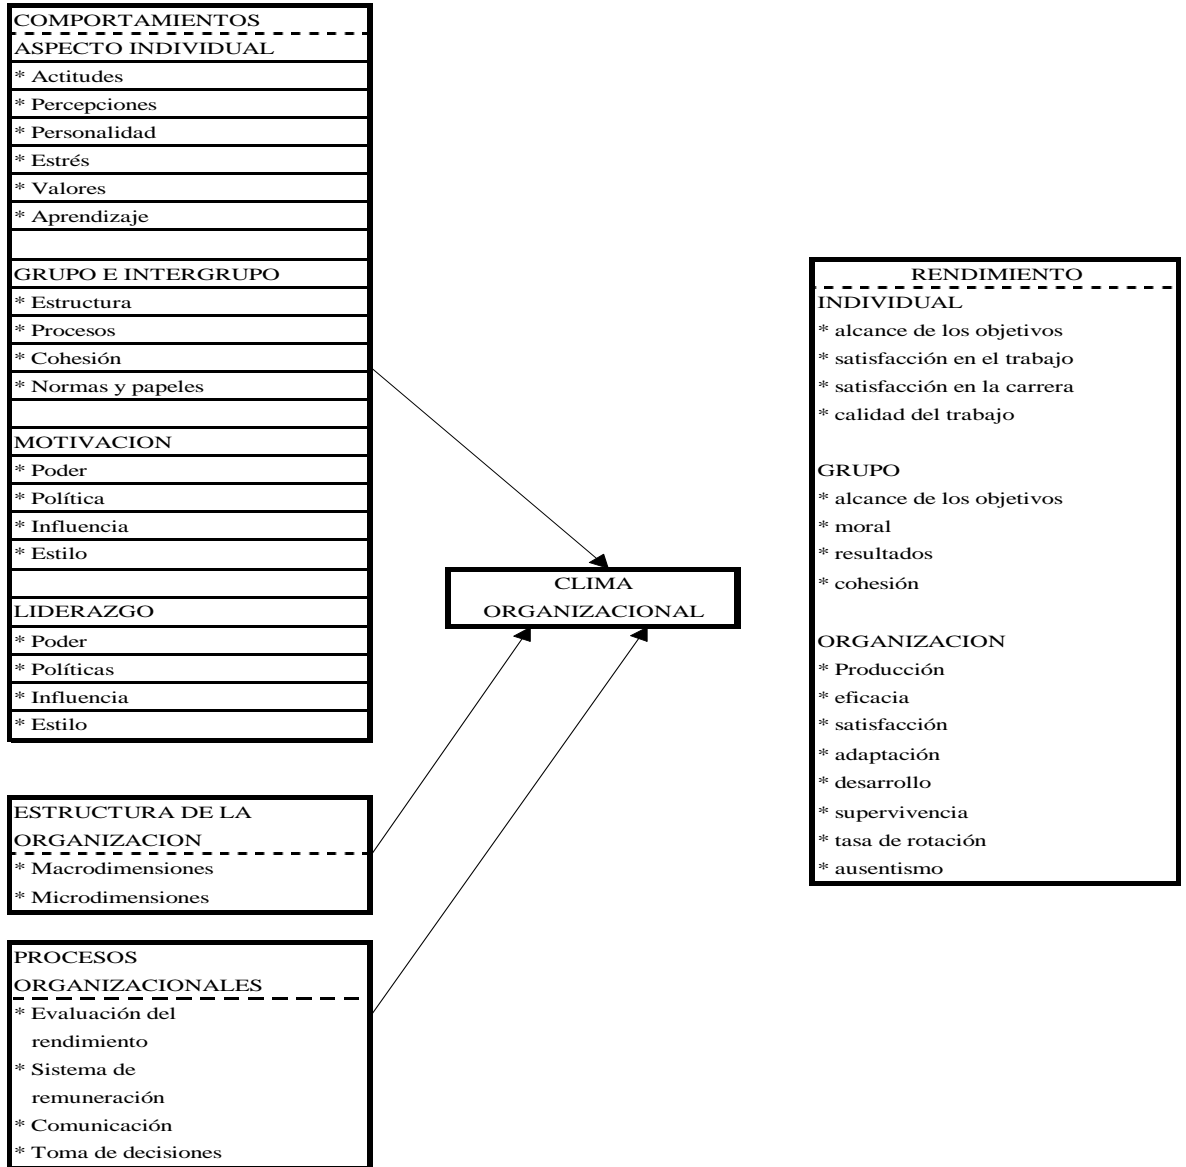 COMPORTAMIENTOS
ASPECTO INDIVIDUAL
* Actitudes
* Percepciones
* Personalidad
* Estrés
* Valores
* Aprendizaje
GRUPO E INTERGRUPO
* Estructura
* Procesos
* Cohesión
* Normas y papeles
MOTIVACION
* Poder
* Política
* Influencia
* Estilo
LIDERAZGO
* Poder
* Políticas
* Influencia
* Estilo
ESTRUCTURA DE LA
ORGANIZACION
* Macrodimensiones
* Microdimensiones
PROCESOS
ORGANIZACIONALES
* Evaluación del
rendimiento
* Sistema de
remuneración
* Comunicación
* Toma de decisiones
CLIMA
ORGANIZACIONAL
RENDIMIENTO
INDIVIDUAL
* alcance de los objetivos
* satisfacción en el trabajo
* satisfacción en la carrera
* calidad del trabajo
GRUPO
* alcance de los objetivos
* moral
* resultados
* cohesión
ORGANIZACION
* Producción
* eficacia
* satisfacción
* adaptación
* desarrollo
* supervivencia
* tasa de rotación
* ausentismo